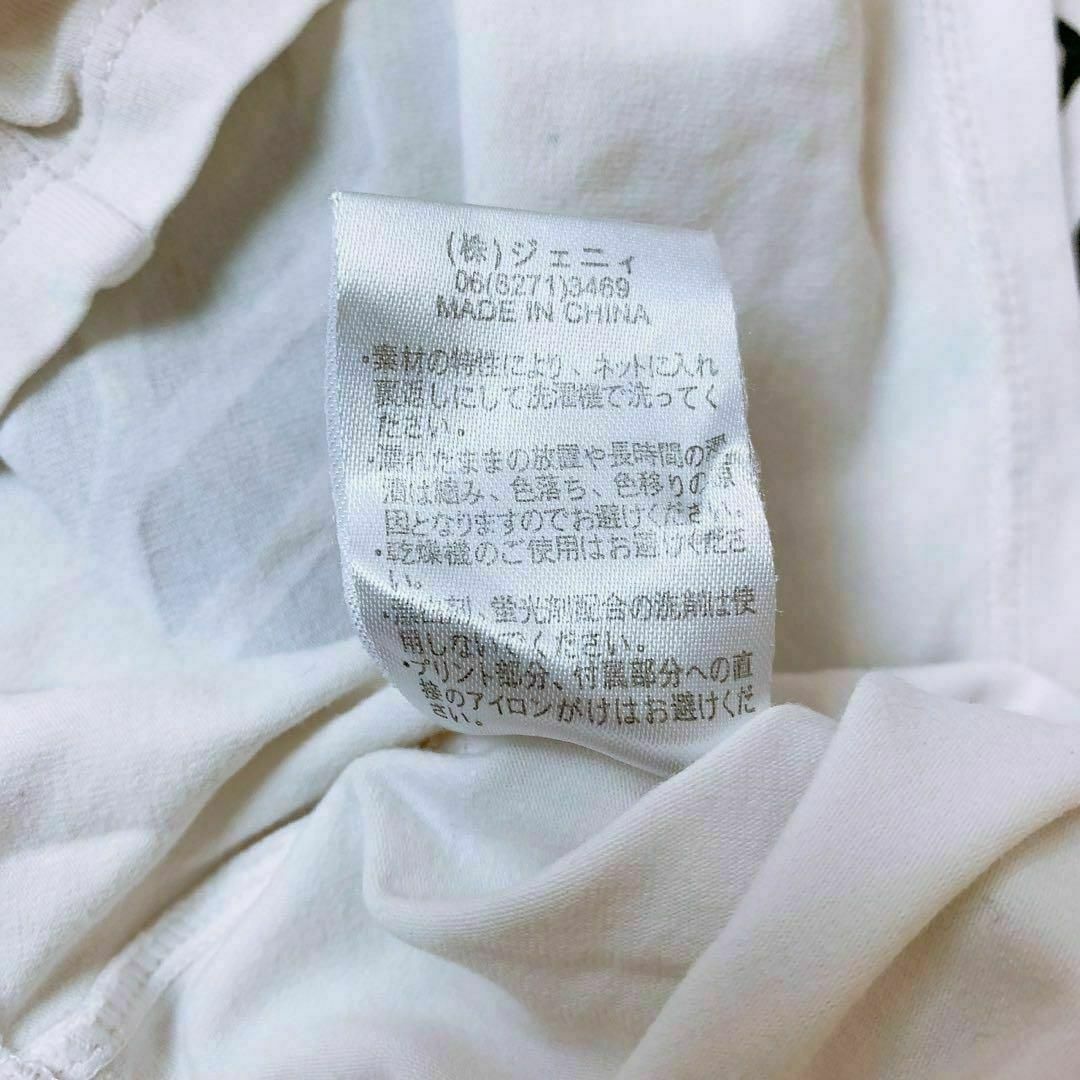 (株)ジェニィ
06(6271)3469
MADE IN CHINA
・素材の特性により、ネットに入れ
裏返しにして洗濯機で洗ってく
ださい。
・濡れたままの放置や長時間の
漬は縮み、色落ち、色移りの
因となりますのでお避けください。
・乾燥機のご使用はお避けくださ
い。
・漂白剤、蛍光剤配合の洗剤は使
用しないでください。
・プリント部分、付属部分への直
接のアイロンがけはお避けくだ
さい。